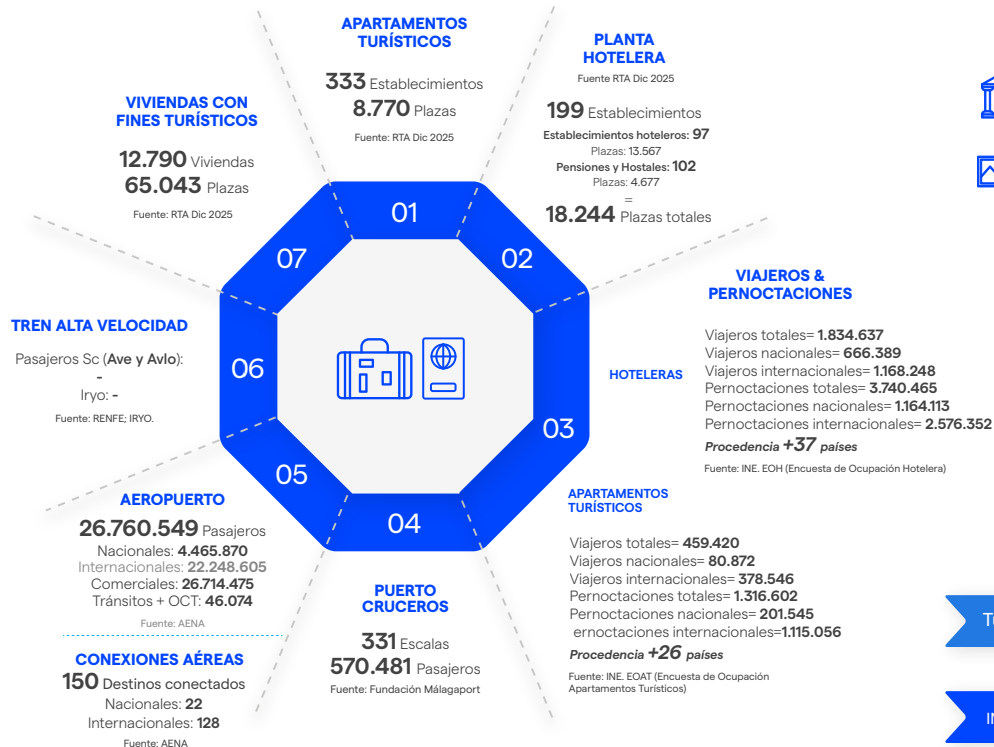 APARTAMENTOS
TURÍSTICOS
333 Establecimientos
8.770 Plazas
Fuente: RTA Dic 2025
01
PLANTA
HOTELERA
Fuente RTA Dic 2025
199 Establecimientos
Establecimientos hoteleros: 97
Plazas: 13.567
Pensiones y Hostales: 102
Plazas: 4.677
=
18.244 Plazas totales
02
VIAJEROS &
PERNOCTACIONES
HOTELERAS
Viajeros totales= 1.834.637
Viajeros nacionales= 666.389
Viajeros internacionales= 1.168.248
Pernoctaciones totales= 3.740.465
Pernoctaciones nacionales= 1.164.113
Pernoctaciones internacionales= 2.576.352
Procedencia +37 países
Fuente: INE. EOH (Encuesta de Ocupación Hotelera)
03
APARTAMENTOS
TURÍSTICOS
Viajeros totales= 459.420
Viajeros nacionales= 80.872
Viajeros internacionales= 378.546
Pernoctaciones totales= 1.316.602
Pernoctaciones nacionales= 201.545
ernoctaciones internacionales=1.115.056
Procedencia +26 países
Fuente: INE. EOAT (Encuesta de Ocupación
Apartamentos Turísticos)
04
PUERTO
CRUCEROS
331 Escalas
570.481 Pasajeros
Fuente: Fundación Málagaport
05
AEROPUERTO
26.760.549 Pasajeros
Nacionales: 4.465.870
Internacionales: 22.248.605
Comerciales: 26.714.475
Tránsitos + OCT: 46.074
Fuente: AENA
CONEXIONES AÉREAS
150 Destinos conectados
Nacionales: 22
Internacionales: 128
Fuente: AENA
06
TREN ALTA VELOCIDAD
Pasajeros Sc (Ave y Avlo):
-
Iryo: -
Fuente: RENFE; IRYO.
07
VIVIENDAS CON
FINES TURÍSTICOS
12.790 Viviendas
65.043 Plazas
Fuente: RTA Dic 2025